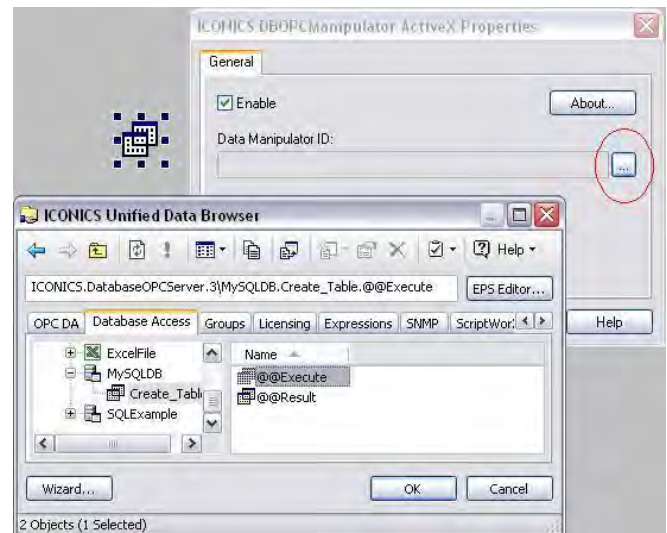 ICONICS DBOPCManipulator ActiveX Properties
General
Enable
About...
Data Manipulator ID:
...
ICONICS Unified Data Browser
Help
ICONICS.DatabaseOPCServer.3\MySQLDB.Create_Table.@@Execute
EPS Editor...
OPC DA
Database Access
Groups
Licensing
Expressions
SNMP
ScriptWor
Help
ExcelFile
MySQLDB
Create_Tabl
SQLExample
Name
@@Execute
@@Result
Wizard...
OK
Cancel
2 Objects (1 Selected)